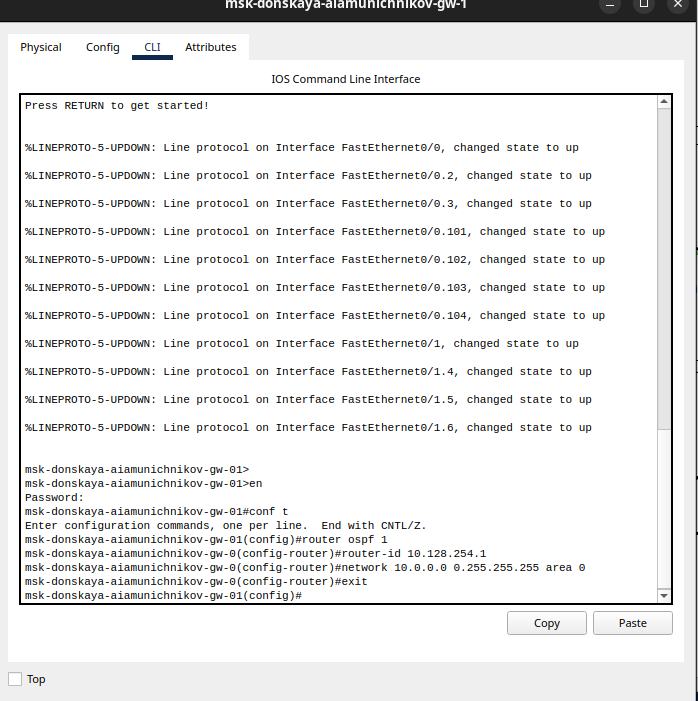 msk-donskaya-aiamunichnikov-gw-1
Physical Config CLI Attributes
IOS Command Line Interface
Press RETURN to get started!
%LINEPROTO-5-UPDOWN: Line protocol on Interface FastEthernet0/0, changed state to up
%LINEPROTO-5-UPDOWN: Line protocol on Interface FastEthernet0/0.2, changed state to up
%LINEPROTO-5-UPDOWN: Line protocol on Interface FastEthernet0/0.3, changed state to up
%LINEPROTO-5-UPDOWN: Line protocol on Interface FastEthernet0/0.101, changed state to up
%LINEPROTO-5-UPDOWN: Line protocol on Interface FastEthernet0/0.102, changed state to up
%LINEPROTO-5-UPDOWN: Line protocol on Interface FastEthernet0/0.103, changed state to up
%LINEPROTO-5-UPDOWN: Line protocol on Interface FastEthernet0/0.104, changed state to up
%LINEPROTO-5-UPDOWN: Line protocol on Interface FastEthernet0/1, changed state to up
%LINEPROTO-5-UPDOWN: Line protocol on Interface FastEthernet0/1.4, changed state to up
%LINEPROTO-5-UPDOWN: Line protocol on Interface FastEthernet0/1.5, changed state to up
%LINEPROTO-5-UPDOWN: Line protocol on Interface FastEthernet0/1.6, changed state to up
msk-donskaya-aiamunichnikov-gw-01>
msk-donskaya-aiamunichnikov-gw-01>en
Password:
msk-donskaya-aiamunichnikov-gw-01#conf t
Enter configuration commands, one per line.  End with CNTL/Z.
msk-donskaya-aiamunichnikov-gw-01(config)#router ospf 1
msk-donskaya-aiamunichnikov-gw-0(config-router)#router-id 10.128.254.1
msk-donskaya-aiamunichnikov-gw-0(config-router)#network 10.0.0.0 0.255.255.255 area 0
msk-donskaya-aiamunichnikov-gw-0(config-router)#exit
msk-donskaya-aiamunichnikov-gw-01(config)#
Copy Paste
Top